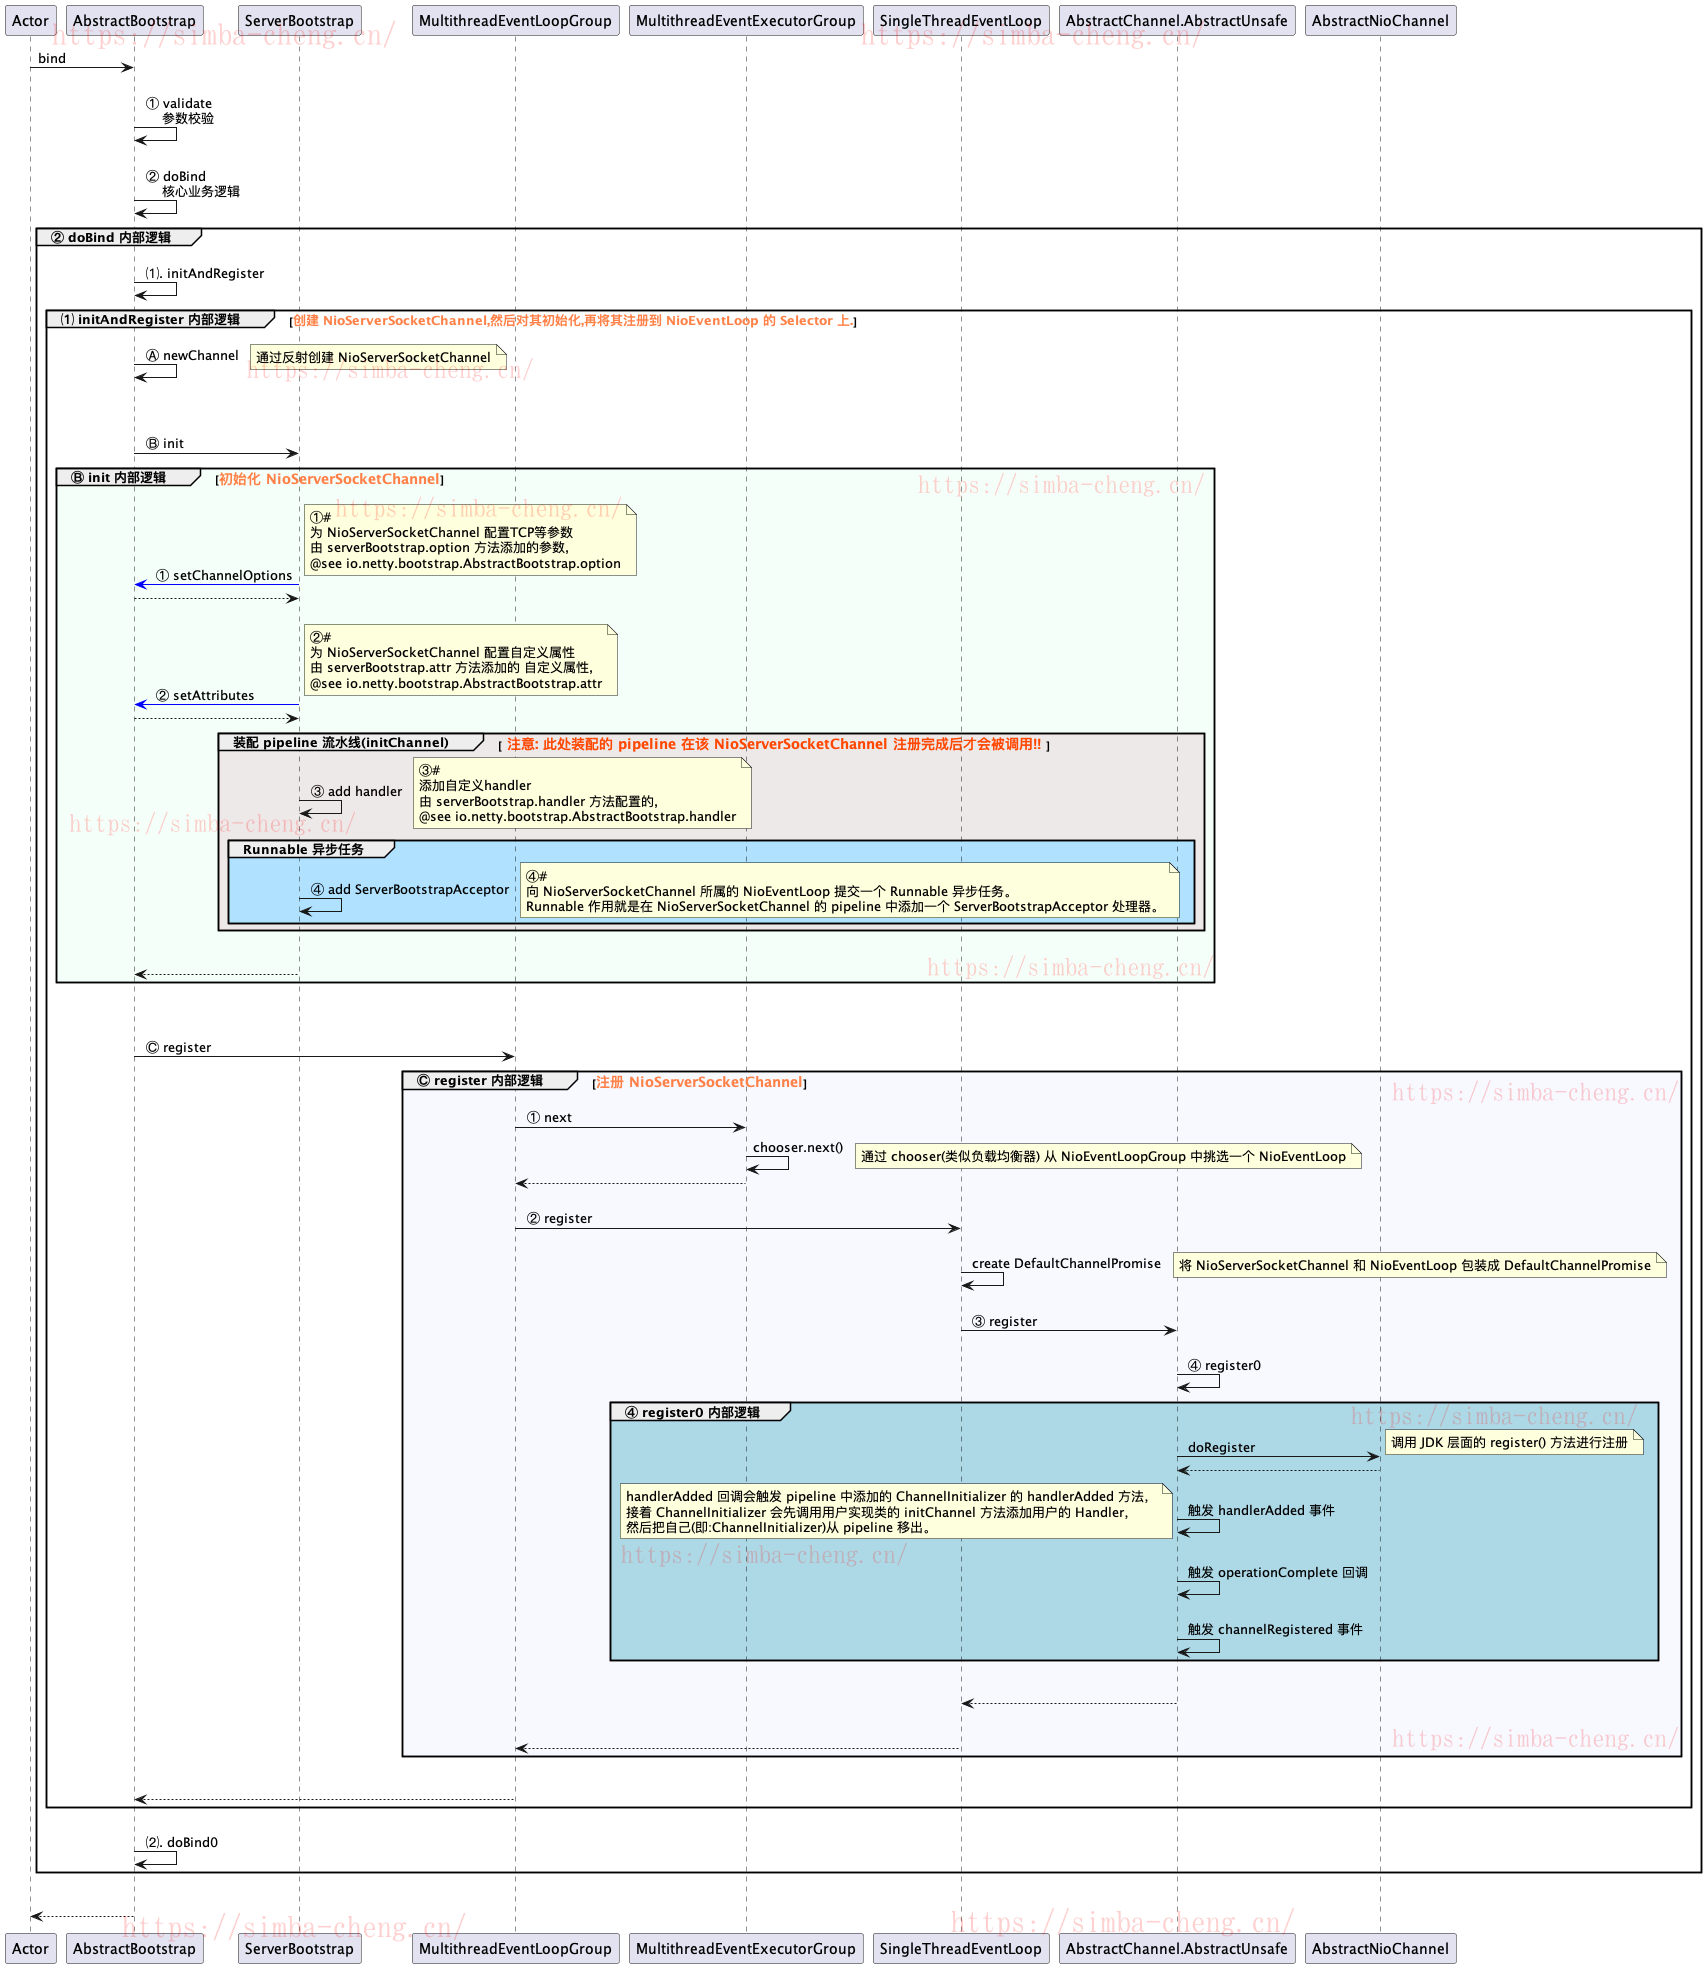 Actor AbstractBootstrap ServerBootstrap MultithreadEventLoopGroup MultithreadEventExecutorGroup SingleThreadEventLoop AbstractChannel.AbstractUnsafe AbstractNioChannel
https://simba-cheng.cn/ https://simba-cheng.cn/
bind
① validate
参数校验
② doBind
核心业务逻辑
② doBind 内部逻辑
⑴. initAndRegister
⑴ initAndRegister 内部逻辑 [创建 NioServerSocketChannel,然后对其初始化,再将其注册到 NioEventLoop 的 Selector 上.]
Ⓐ newChannel 通过反射创建 NioServerSocketChannel
https://simba-cheng.cn/
Ⓑ init
Ⓑ init 内部逻辑 [初始化 NioServerSocketChannel]
https://simba-cheng.cn/
https://simba-cheng.cn/
①#
为 NioServerSocketChannel 配置TCP等参数
由 serverBootstrap.option 方法添加的参数,
@see io.netty.bootstrap.AbstractBootstrap.option
① setChannelOptions
②#
为 NioServerSocketChannel 配置自定义属性
由 serverBootstrap.attr 方法添加的 自定义属性,
@see io.netty.bootstrap.AbstractBootstrap.attr
② setAttributes
装配 pipeline 流水线(initChannel) [ 注意: 此处装配的 pipeline 在该 NioServerSocketChannel 注册完成后才会被调用!! ]
③#
添加自定义handler
③ add handler
由 serverBootstrap.handler 方法配置的,
@see io.netty.bootstrap.AbstractBootstrap.handler
https://simba-cheng.cn/
Runnable 异步任务
④#
④ add ServerBootstrapAcceptor
向 NioServerSocketChannel 所属的 NioEventLoop 提交一个 Runnable 异步任务。
Runnable 作用就是在 NioServerSocketChannel 的 pipeline 中添加一个 ServerBootstrapAcceptor 处理器。
https://simba-cheng.cn/
Ⓒ register
Ⓒ register 内部逻辑 [注册 NioServerSocketChannel]
https://simba-cheng.cn/
① next
chooser.next() 通过 chooser(类似负载均衡器) 从 NioEventLoopGroup 中挑选一个 NioEventLoop
② register
create DefaultChannelPromise 将 NioServerSocketChannel 和 NioEventLoop 包装成 DefaultChannelPromise
③ register
④ register0
④ register0 内部逻辑
https://simba-cheng.cn/
doRegister 调用 JDK 层面的 register() 方法进行注册
handlerAdded 回调会触发 pipeline 中添加的 ChannelInitializer 的 handlerAdded 方法,
接着 ChannelInitializer 会先调用用户实现类的 initChannel 方法添加用户的 Handler,
然后把自己(即:ChannelInitializer)从 pipeline 移出。
触发 handlerAdded 事件
https://simba-cheng.cn/
触发 operationComplete 回调
触发 channelRegistered 事件
https://simba-cheng.cn/
⑵. doBind0
https://simba-cheng.cn/ https://simba-cheng.cn/
Actor AbstractBootstrap ServerBootstrap MultithreadEventLoopGroup MultithreadEventExecutorGroup SingleThreadEventLoop AbstractChannel.AbstractUnsafe AbstractNioChannel